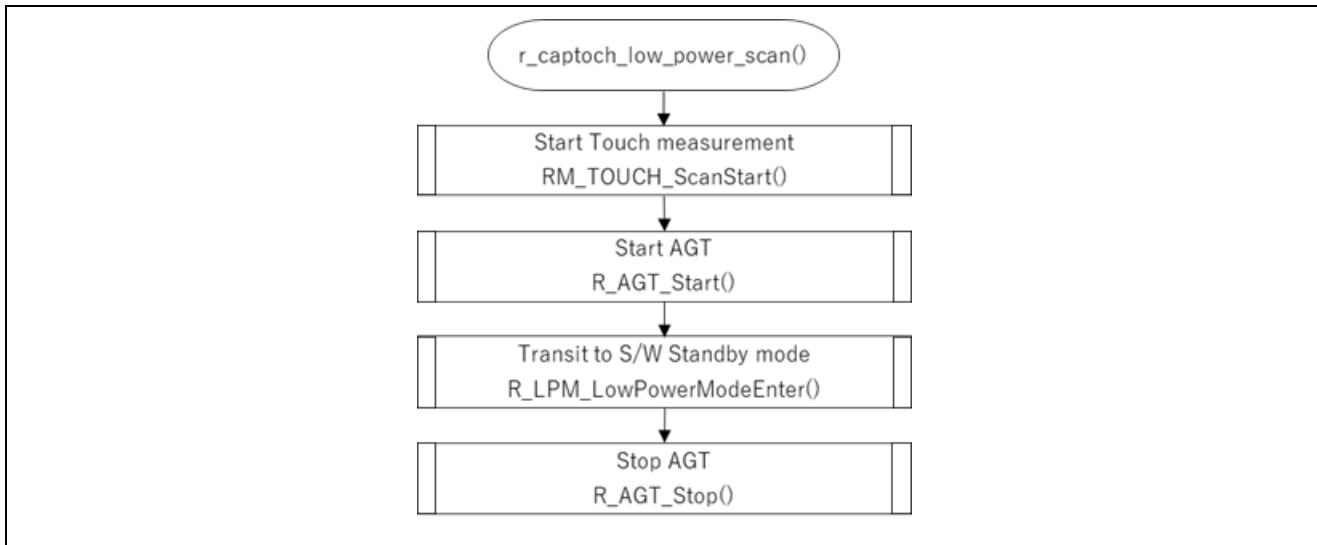 r_captoch_low_power_scan()
Start Touch measurement
RM_TOUCH_ScanStart()
Start AGT
R_AGT_Start()
Transit to S/W Standby mode
R_LPM_LowPowerModeEnter()
Stop AGT
R_AGT_Stop()